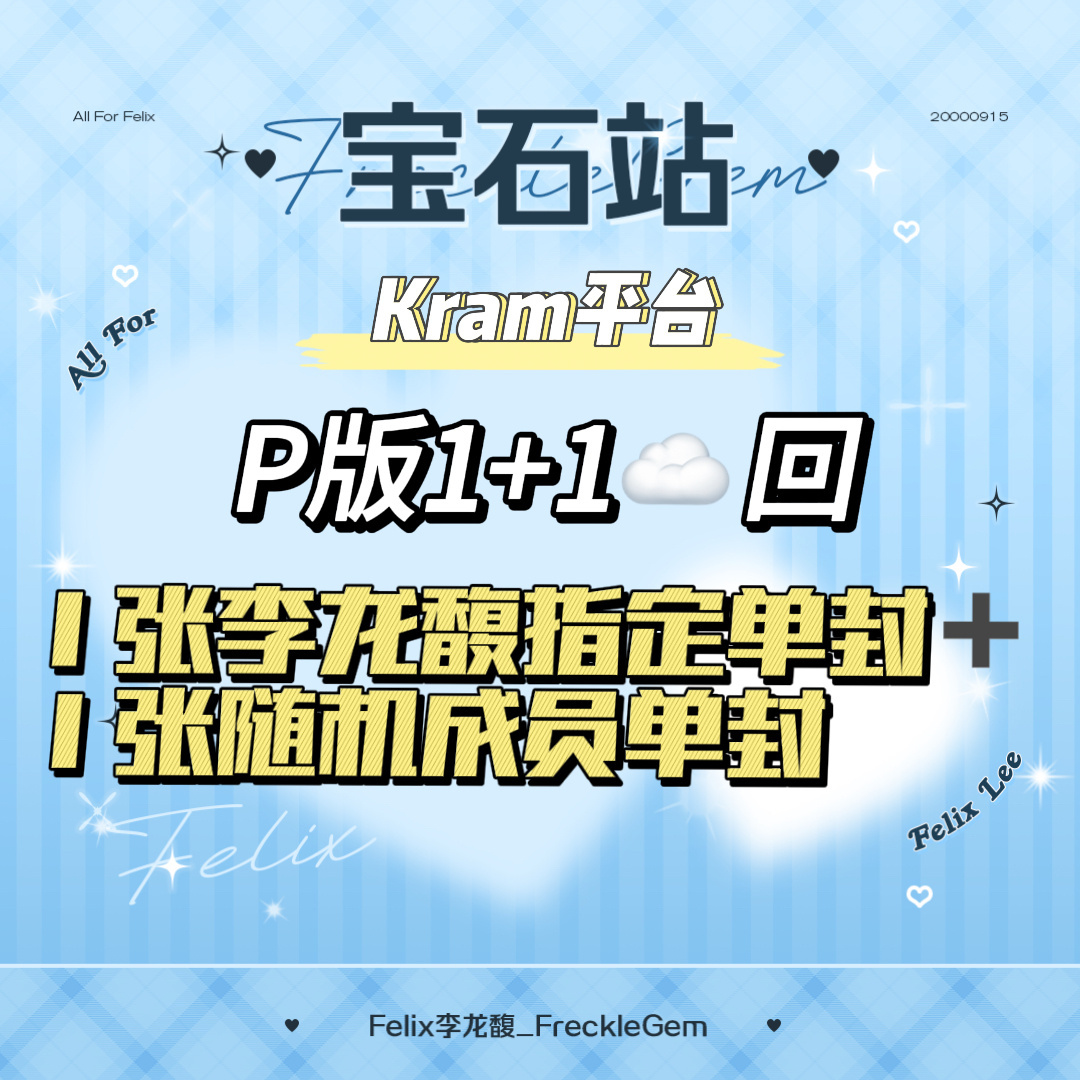 All For Felix
20000915
FreckleGem
宝石站
Kram平台
All For
P版1+1☁️回
1张李龙馥指定单封➕
1张随机成员单封
Felix Lee
Felix
Felix李龙馥_FreckleGem